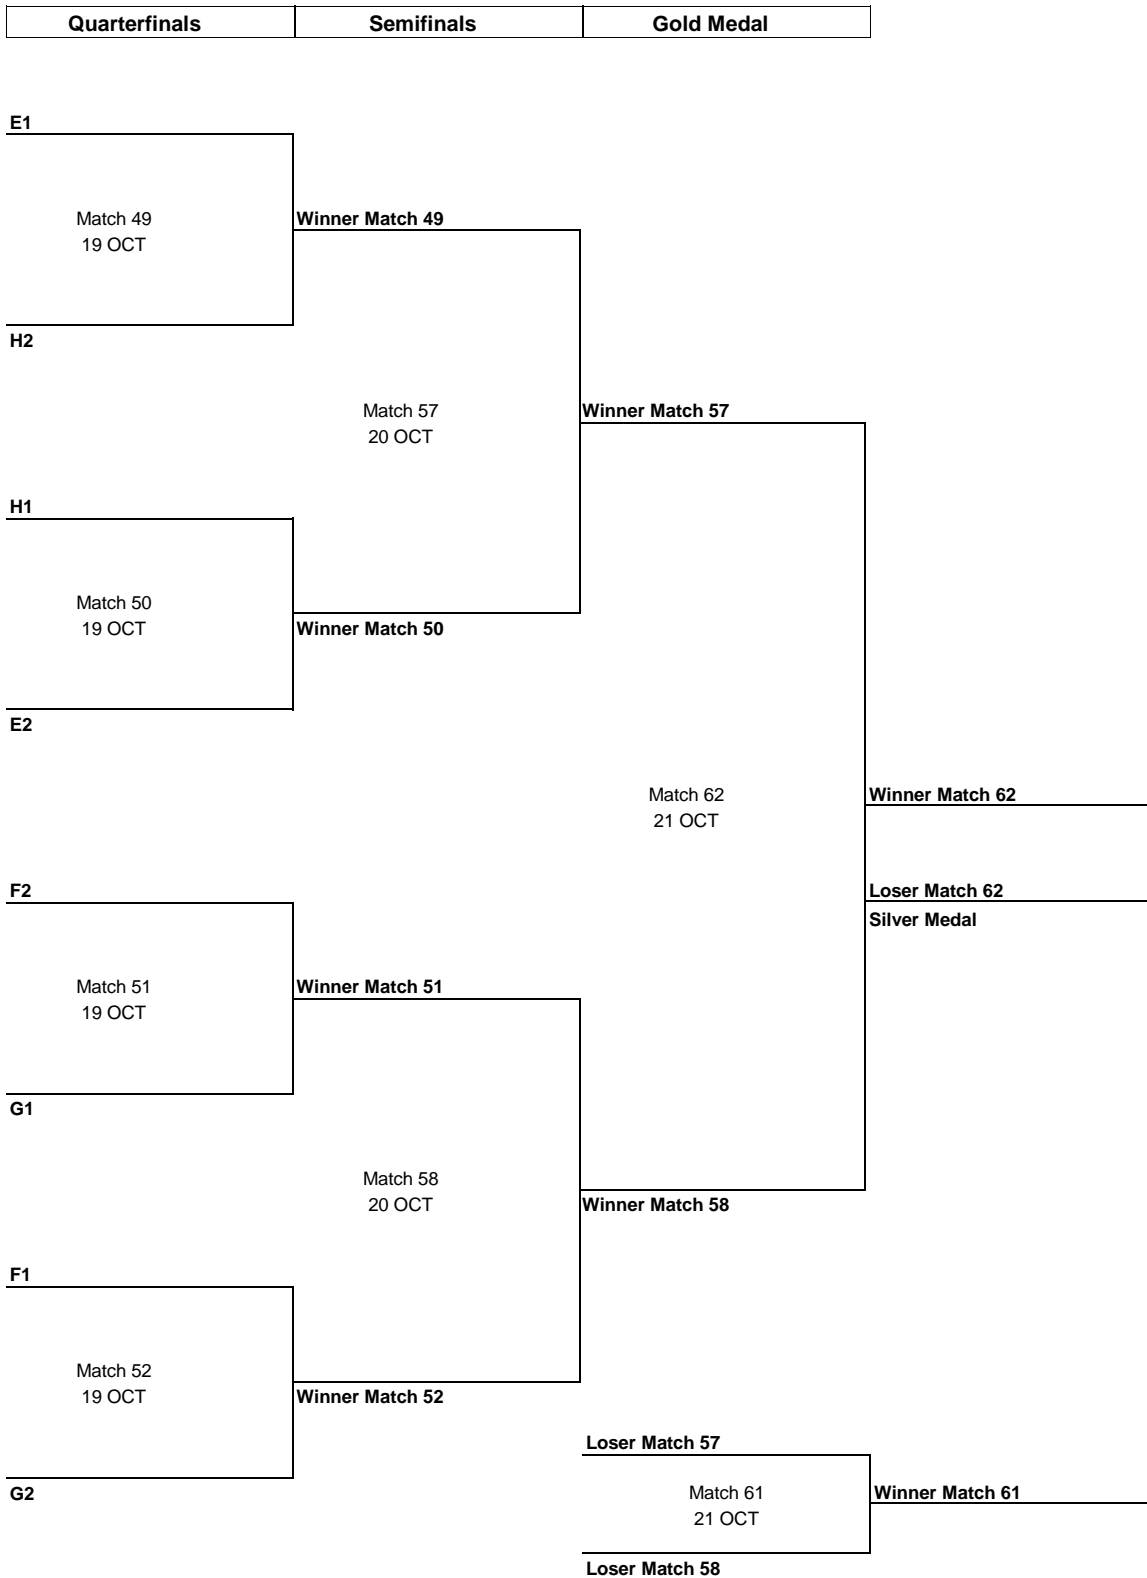 Quarterfinals Semifinals Gold Medal
E1
Match 49
19 OCT
Winner Match 49
H2
Match 57
20 OCT
Winner Match 57
H1
Match 50
19 OCT
Winner Match 50
E2
Match 62
21 OCT
Winner Match 62
F2
Loser Match 62
Silver Medal
Match 51
19 OCT
Winner Match 51
G1
Match 58
20 OCT
Winner Match 58
F1
Match 52
19 OCT
Winner Match 52
Loser Match 57
G2
Match 61
21 OCT
Winner Match 61
Loser Match 58